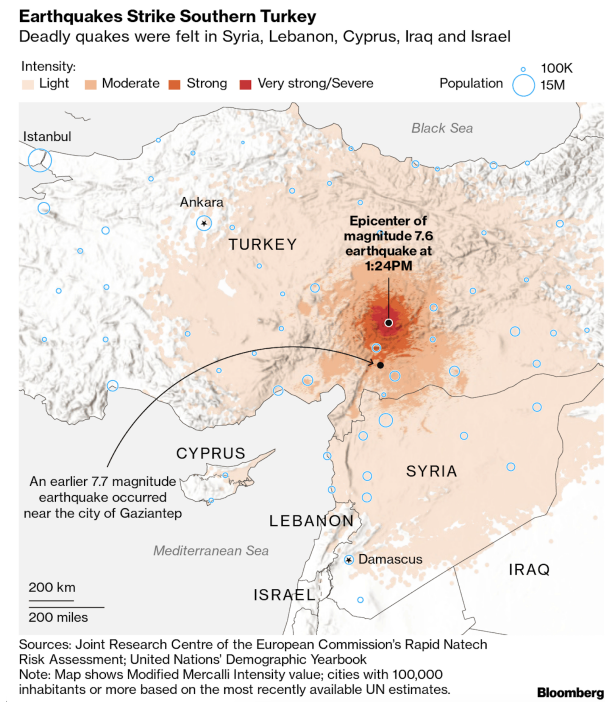 Earthquakes Strike Southern Turkey
Deadly quakes were felt in Syria, Lebanon, Cyprus, Iraq and Israel
Intensity:
Light Moderate Strong Very strong/Severe
Population
100K
15M
Black Sea
Istanbul
Ankara
TURKEY
Epicenter of
magnitude 7.6
earthquake at
1:24PM
CYPRUS
SYRIA
An earlier 7.7 magnitude
earthquake occurred
near the city of Gaziantep
LEBANON
Mediterranean Sea
Damascus
IRAQ
ISRAEL
200 km
200 miles
Sources: Joint Research Centre of the European Commission's Rapid Natech
Risk Assessment; United Nations' Demographic Yearbook
Note: Map shows Modified Mercalli Intensity value; cities with 100,000
inhabitants or more based on the most recently available UN estimates.
Bloomberg